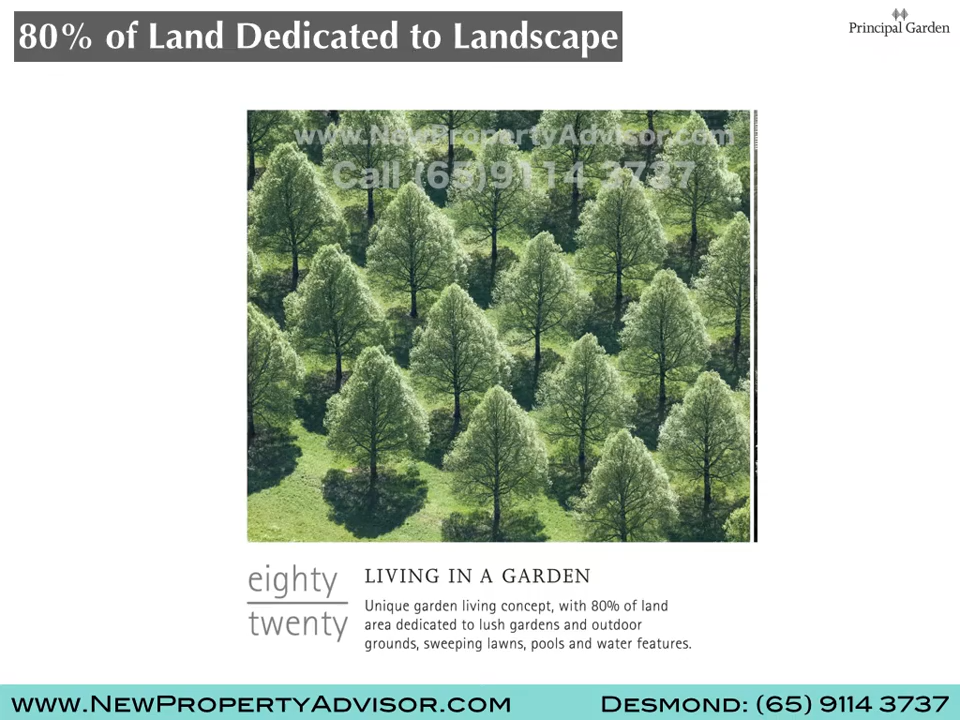 80% of Land Dedicated to Landscape
Principal Garden
www.NewPropertyAdvisor.com
Call (65)9114 3737
eighty
twenty
LIVING IN A GARDEN
Unique garden living concept, with 80% of land
area dedicated to lush gardens and outdoor
grounds, sweeping lawns, pools and water features.
www.NewPropertyAdvisor.com
Desmond: (65) 9114 3737